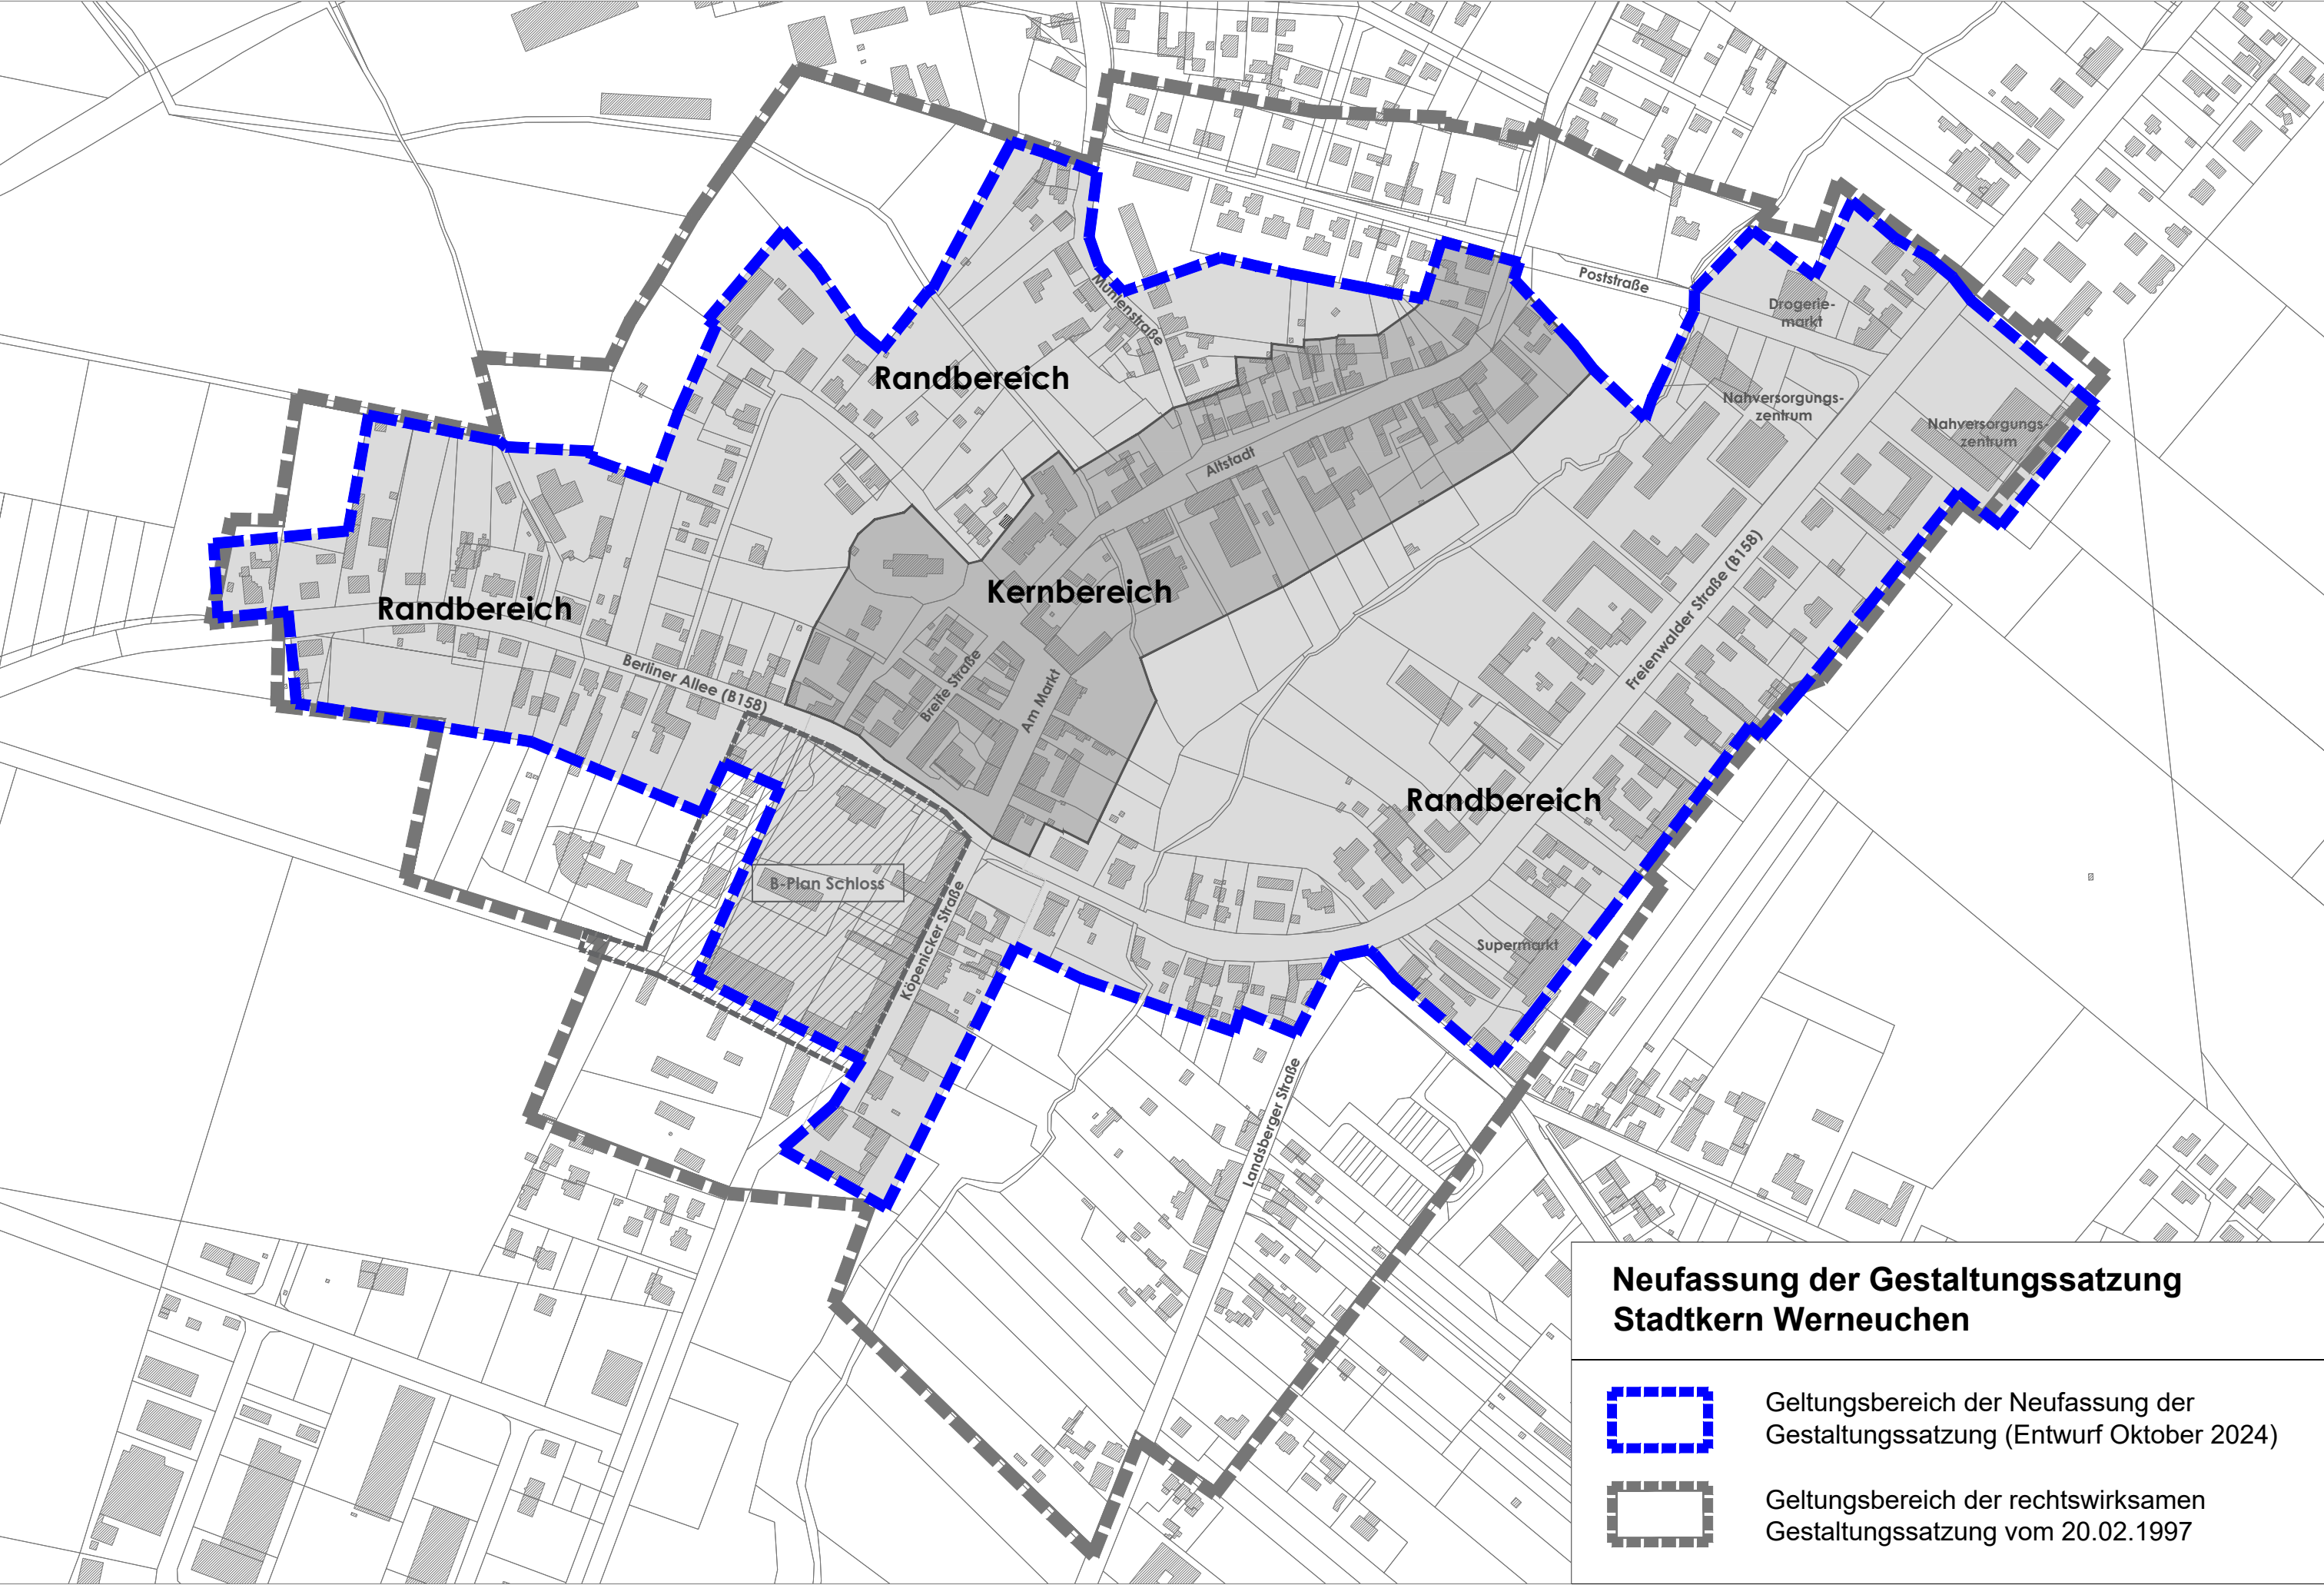 Poststraße
Drogerie-
markt
Mühlenstraße
Randbereich
Nahversorgungs-
zentrum
Nahversorgungs-
zentrum
Altstadt
Kernbereich
Randbereich
Freienwalder Straße (B158)
Berliner Allee (B158)
Breite Straße
Am Markt
Randbereich
B-Plan Schloss
Köpenicker Straße
Supermarkt
Landsberger Straße
Neufassung der Gestaltungssatzung
Stadtkern Werneuchen
Geltungsbereich der Neufassung der
Gestaltungssatzung (Entwurf Oktober 2024)
Geltungsbereich der rechtswirksamen
Gestaltungssatzung vom 20.02.1997